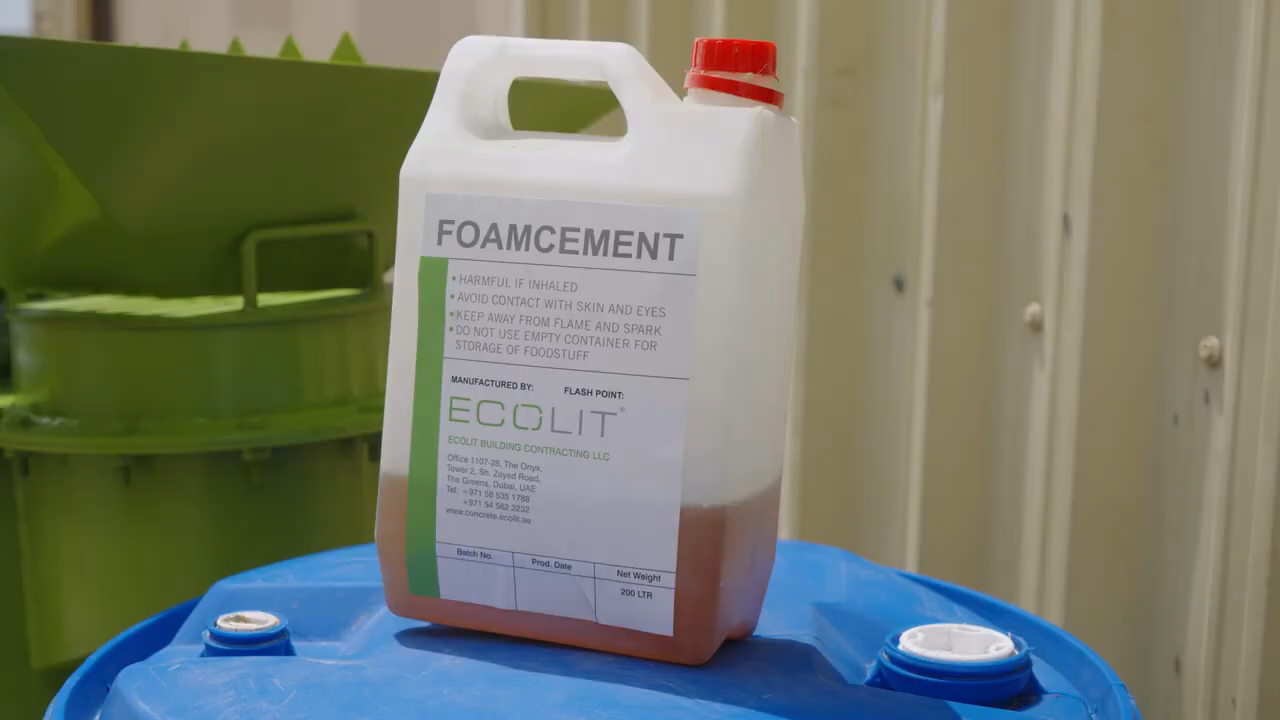 FOAMCEMENT
• HARMFUL IF INHALED
• AVOID CONTACT WITH SKIN AND EYES
• KEEP AWAY FROM FLAME AND SPARK
• DO NOT USE EMPTY CONTAINER FOR
STORAGE OF FOODSTUFF
MANUFACTURED BY: FLASH POINT:
ECOLIT®
ECOLIT BUILDING CONTRACTING LLC
Office 1107-28, The Onyx,
Tower 2, Sh. Zayed Road,
The Greens, Dubai, UAE
Tel: +971 58 535 1788
+971 54 562 3232
www.concrete.ecolit.ae
Batch No. Prod. Date Net Weight
200 LTR